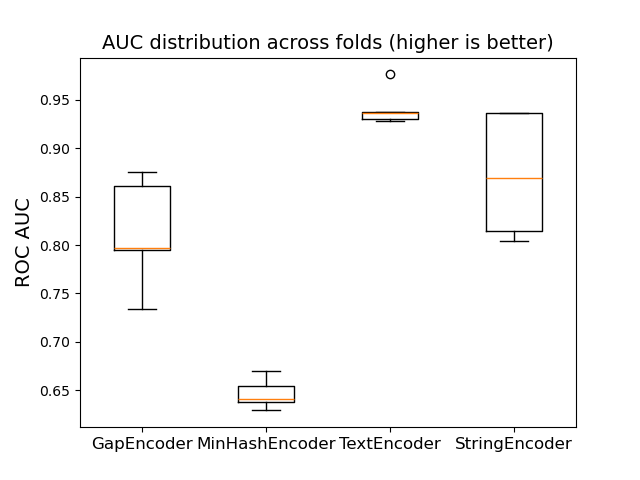 AUC distribution across folds (higher is better)
ROC AUC
0.95
0.90
0.85
0.80
0.75
0.70
0.65
GapEncoder MinHashEncoder TextEncoder StringEncoder